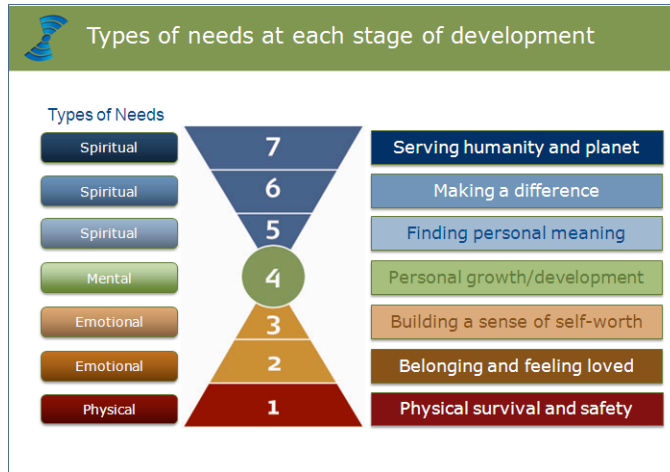 Types of needs at each stage of development
Types of Needs
Spiritual 7 Serving humanity and planet
Spiritual 6 Making a difference
Spiritual 5 Finding personal meaning
Mental 4 Personal growth/development
Emotional 3 Building a sense of self-worth
Emotional 2 Belonging and feeling loved
Physical 1 Physical survival and safety